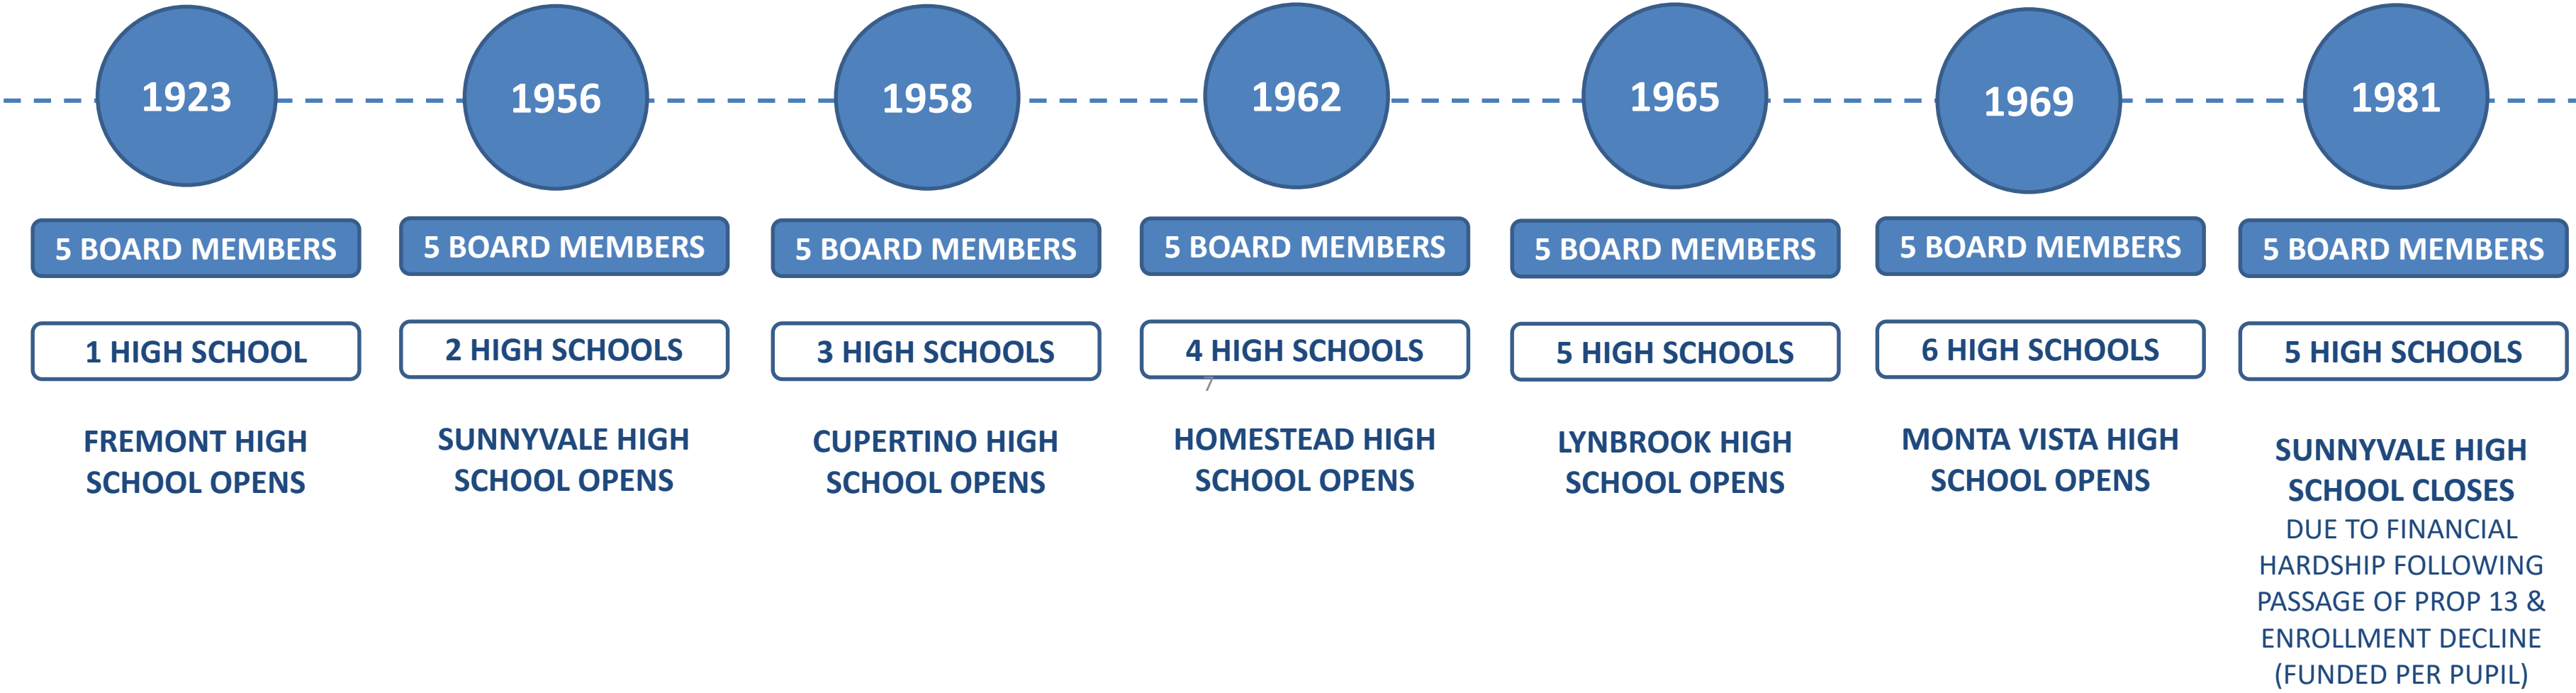 1923
1956
1958
1962
1965
1969
1981
5 BOARD MEMBERS
5 BOARD MEMBERS
5 BOARD MEMBERS
5 BOARD MEMBERS
5 BOARD MEMBERS
5 BOARD MEMBERS
5 BOARD MEMBERS
1 HIGH SCHOOL
2 HIGH SCHOOLS
3 HIGH SCHOOLS
4 HIGH SCHOOLS
5 HIGH SCHOOLS
6 HIGH SCHOOLS
5 HIGH SCHOOLS
7
FREMONT HIGH
SCHOOL OPENS
SUNNYVALE HIGH
SCHOOL OPENS
CUPERTINO HIGH
SCHOOL OPENS
HOMESTEAD HIGH
SCHOOL OPENS
LYNBROOK HIGH
SCHOOL OPENS
MONTA VISTA HIGH
SCHOOL OPENS
SUNNYVALE HIGH
SCHOOL CLOSES
DUE TO FINANCIAL
HARDSHIP FOLLOWING
PASSAGE OF PROP 13 &
ENROLLMENT DECLINE
(FUNDED PER PUPIL)